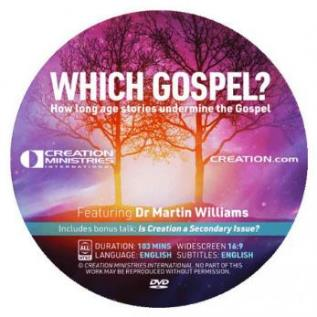 WHICH GOSPEL?
How long age stories undermine the Gospel
CREATION
MINISTRIES
INTERNATIONAL
CREATION.com
Featuring Dr Martin Williams
Includes bonus talk: Is Creation a Secondary Issue?
ALL
DURATION: 103 MINS WIDESCREEN 16:9
LANGUAGE: ENGLISH SUBTITLES: ENGLISH
© CREATION MINISTRIES INTERNATIONAL. NO PART OF THIS
WORK MAY BE REPRODUCED WITHOUT PERMISSION.
DVD